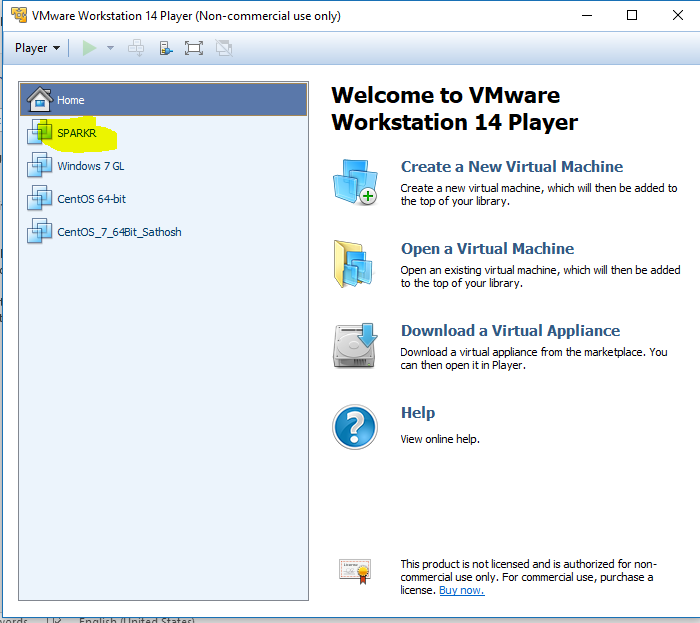 VMware Workstation 14 Player (Non-commercial use only)
Player
Home
SPARKR
Windows 7 GL
CentOS 64-bit
CentOS_7_64Bit_Sathosh
Welcome to VMware
Workstation 14 Player
Create a New Virtual Machine
Create a new virtual machine, which will then be added to
the top of your library.
Open a Virtual Machine
Open an existing virtual machine, which will then be added
to the top of your library.
Download a Virtual Appliance
Download a virtual appliance from the marketplace. You
can then open it in Player.
Help
View online help.
This product is not licensed and is authorized for non-
commercial use only. For commercial use, purchase a
license. Buy now.
English (United States)